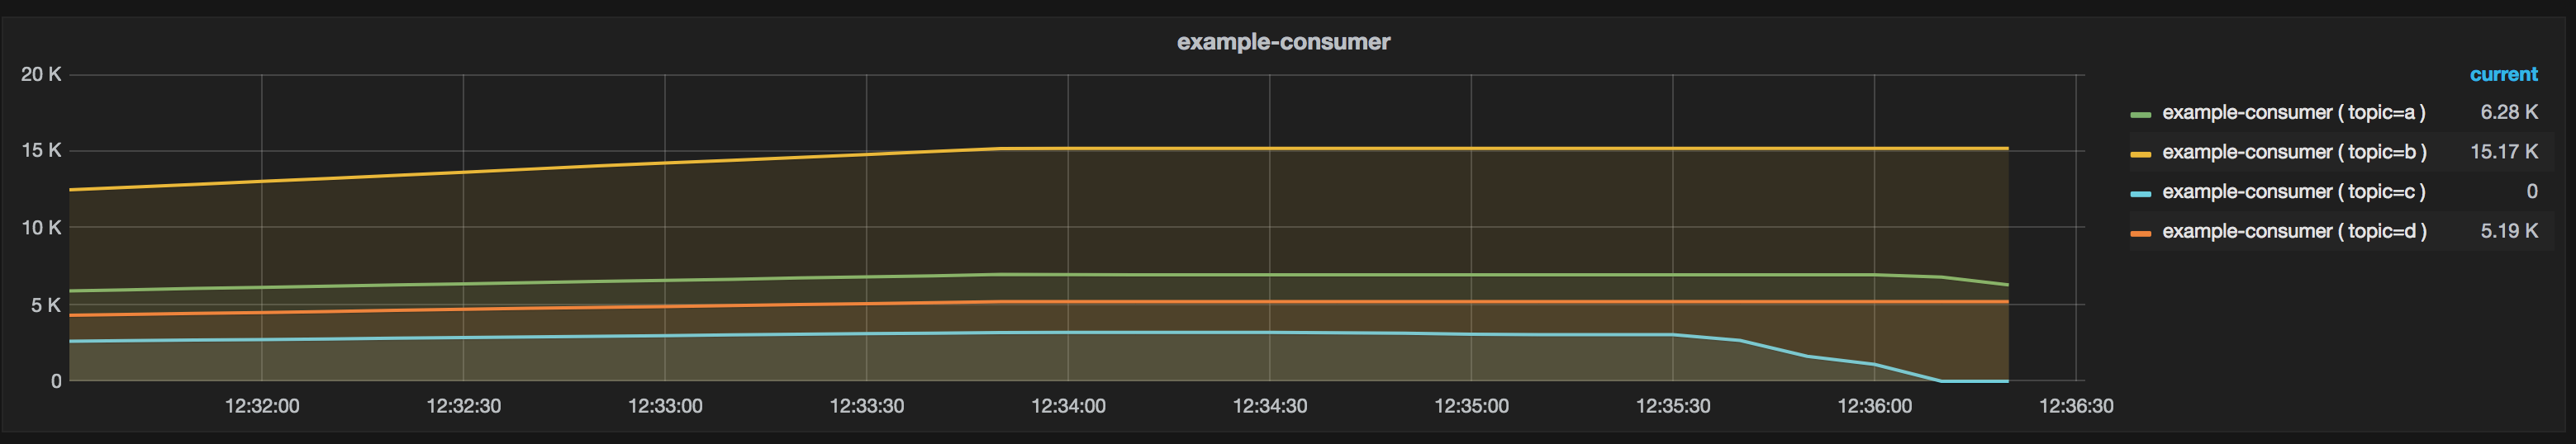 example-consumer
20 K
15 K
10 K
5 K
0
12:32:00 12:32:30 12:33:00 12:33:30 12:34:00 12:34:30 12:35:00 12:35:30 12:36:00 12:36:30
current
example-consumer ( topic=a ) 6.28 K
example-consumer ( topic=b ) 15.17 K
example-consumer ( topic=c ) 0
example-consumer ( topic=d ) 5.19 K